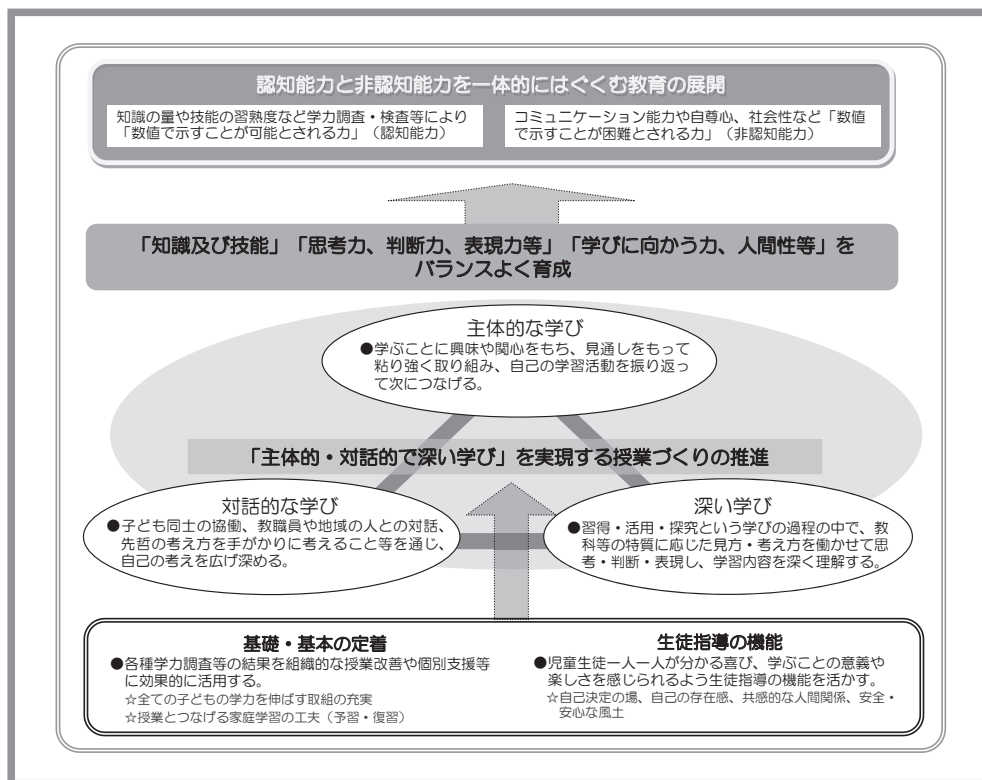 認知能力と非認知能力を一体的にはぐくむ教育の展開
知識の量や技能の習熟度など学力調査・検査等により
「数値で示すことが可能とされる力」（認知能力）
コミュニケーション能力や自尊心、社会性など「数値
で示すことが困難とされる力」（非認知能力）
「知識及び技能」「思考力、判断力、表現力等」「学びに向かう力、人間性等」を
バランスよく育成
主体的な学び
●学ぶことに興味や関心をもち、見通しをもって
粘り強く取り組み、自己の学習活動を振り返っ
て次につなげる。
「主体的・対話的で深い学び」を実現する授業づくりの推進
対話的な学び
●子ども同士の協働、教職員や地域の人との対話、
先哲の考え方を手がかりに考えること等を通じ、
自己の考えを広げ深める。
深い学び
●習得・活用・探究という学びの過程の中で、教
科等の特質に応じた見方・考え方を働かせて思
考・判断・表現し、学習内容を深く理解する。
基礎・基本の定着
●各種学力調査等の結果を組織的な授業改善や個別支援等
に効果的に活用する。
☆全ての子どもの学力を伸ばす取組の充実
☆授業とつなげる家庭学習の工夫（予習・復習）
生徒指導の機能
●児童生徒一人一人が分かる喜び、学ぶことの意義や
楽しさを感じられるよう生徒指導の機能を活かす。
☆自己決定の場、自己の存在感、共感的な人間関係、安全・
安心な風土